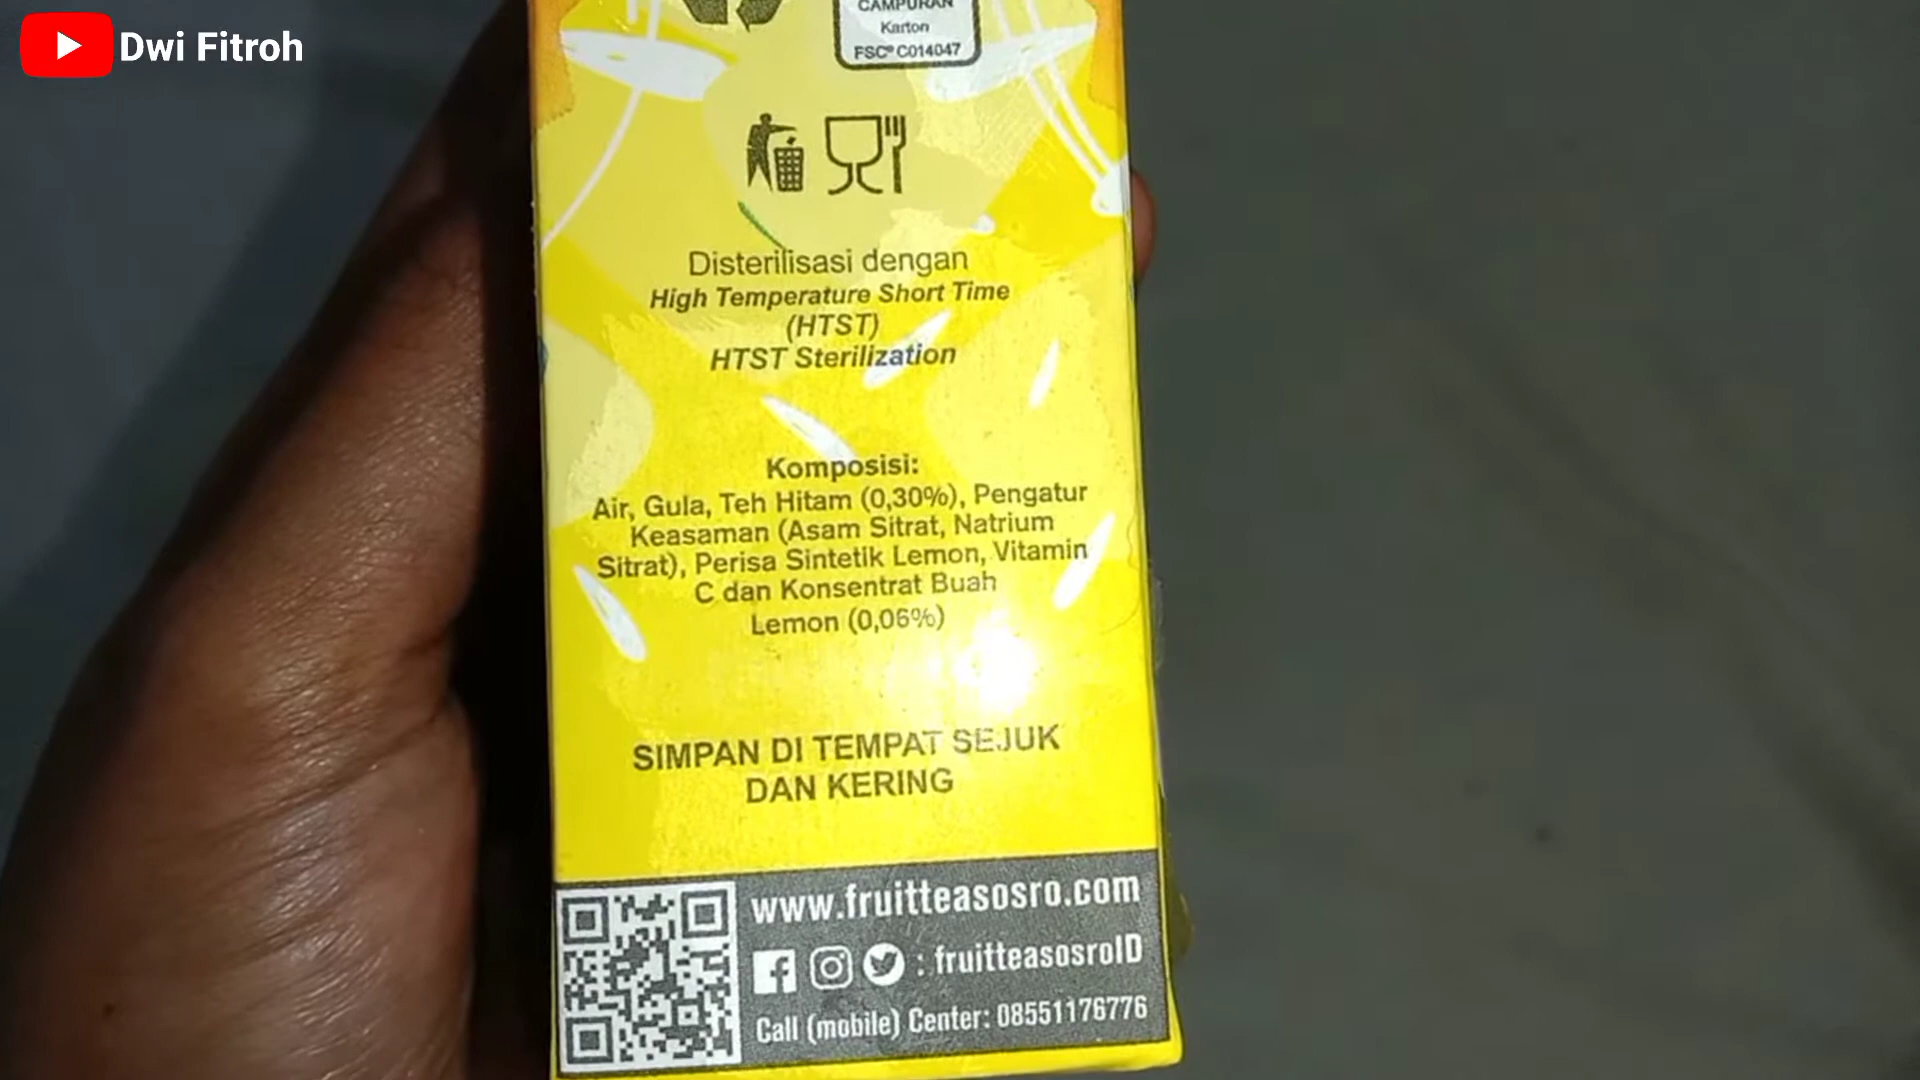 Dwi Fitroh
CAMPURAN
Karton
FSC® C014047
Disterilisasi dengan
High Temperature Short Time
(HTST)
HTST Sterilization
Komposisi:
Air, Gula, Teh Hitam (0,30%), Pengatur
Keasaman (Asam Sitrat, Natrium
Sitrat), Perisa Sintetik Lemon, Vitamin
C dan Konsentrat Buah
Lemon (0,06%)
SIMPAN DI TEMPAT SEJUK
DAN KERING
www.fruitteasosro.com
: fruitteasosroID
Call (mobile) Center: 08551176776